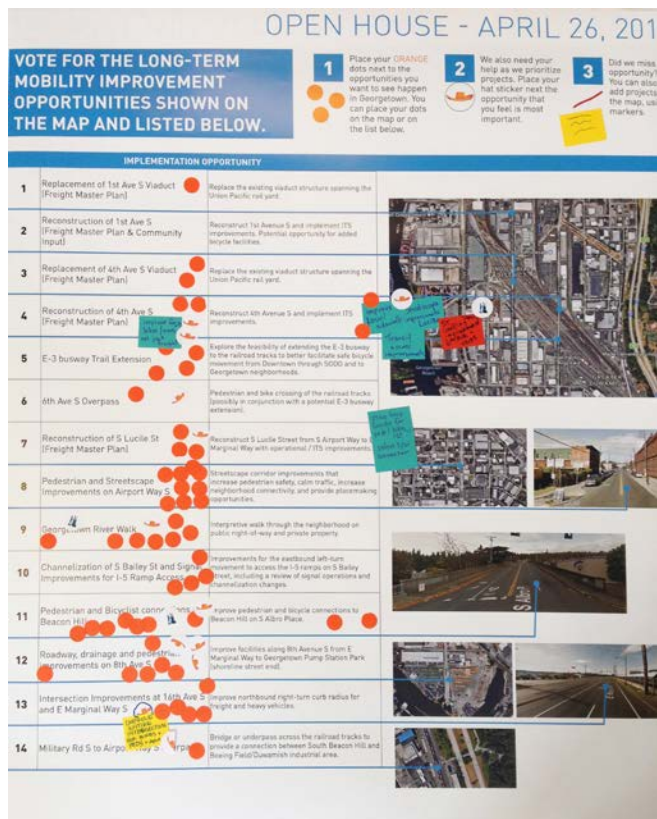 OPEN HOUSE - APRIL 26, 201
VOTE FOR THE LONG-TERM
MOBILITY IMPROVEMENT
OPPORTUNITIES SHOWN ON
THE MAP AND LISTED BELOW.
1
Place your ORANGE
dots next to the
opportunities you
want to see happen
in Georgetown. You
can place your dots
on the map or on
the list below.
2
We also need your
help as we prioritize
projects. Place your
hat sticker next the
opportunity that
you feel is most
important.
3
Did we miss
opportunity?
You can also
add projects
the map, us
markers.
IMPLEMENTATION OPPORTUNITY
1
Replacement of 1st Ave S Viaduct
(Freight Master Plan)
Replace the existing viaduct structure spanning the
Union Pacific rail yard.
2
Reconstruction of 1st Ave S
(Freight Master Plan & Community
Input)
Reconstruct 1st Avenue S and implement ITS
improvements. Potential opportunity for added
bicycle facilities.
3
Replacement of 4th Ave S Viaduct
(Freight Master Plan)
Replace the existing viaduct structure spanning the
Union Pacific rail yard.
4
Reconstruction of 4th Ave S
(Freight Master Plan)
Reconstruct 4th Avenue S and implement ITS
improvements.
5
E-3 busway Trail Extension
Explore the feasibility of extending the E-3 busway
to the railroad tracks to better facilitate safe bicycle
movement from Downtown through SODO and to
Georgetown neighborhoods.
6
6th Ave S Overpass
Pedestrian and bike crossing of the railroad tracks
(possibly in conjunction with a potential E-3 busway
extension).
7
Reconstruction of S Lucile St
(Freight Master Plan)
Reconstruct S Lucile Street from S Airport Way to
Marginal Way with operational / ITS improvements.
8
Pedestrian and Streetscape
Improvements on Airport Way S
Streetscape corridor improvements that
increase pedestrian safety, calm traffic, increase
neighborhood connectivity, and provide placemaking
opportunities.
9
Georgetown River Walk
Interpretive walk through the neighborhood on
public right-of-way and private property.
10
Channelization of S Bailey St and Signal
Improvements for I-5 Ramp Access
Improvements for the eastbound left-turn
movement to access the I-5 ramps on S Bailey
Street, including a review of signal operations and
channelization changes.
11
Pedestrian and Bicyclist connections
Beacon Hill
Improve pedestrian and bicycle connections to
Beacon Hill on S Albro Place.
12
Roadway, drainage and pedestri
improvements on 8th Ave S
Improve facilities along 8th Avenue S from E
Marginal Way to Georgetown Pump Station Park
(shoreline street end).
13
Intersection Improvements at 16th Ave S
and E Marginal Way S
Improve northbound right-turn curb radius for
freight and heavy vehicles.
14
Military Rd S to Airpo
Bridge or underpass across the railroad tracks to
provide a connection between South Beacon Hill and
Boeing Field/Duwamish industrial area.